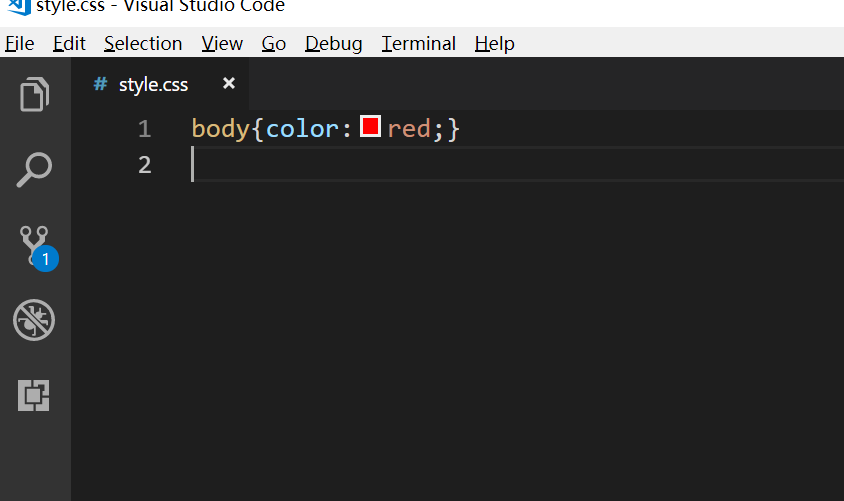 style.css - Visual Studio Code
File Edit Selection View Go Debug Terminal Help
# style.css ×
1 body{color:red;}
2
1